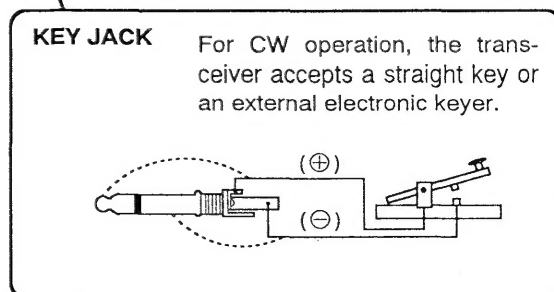 KEY JACK
For CW operation, the trans-
ceiver accepts a straight key or
an external electronic keyer.
(⊕)
(⊖)